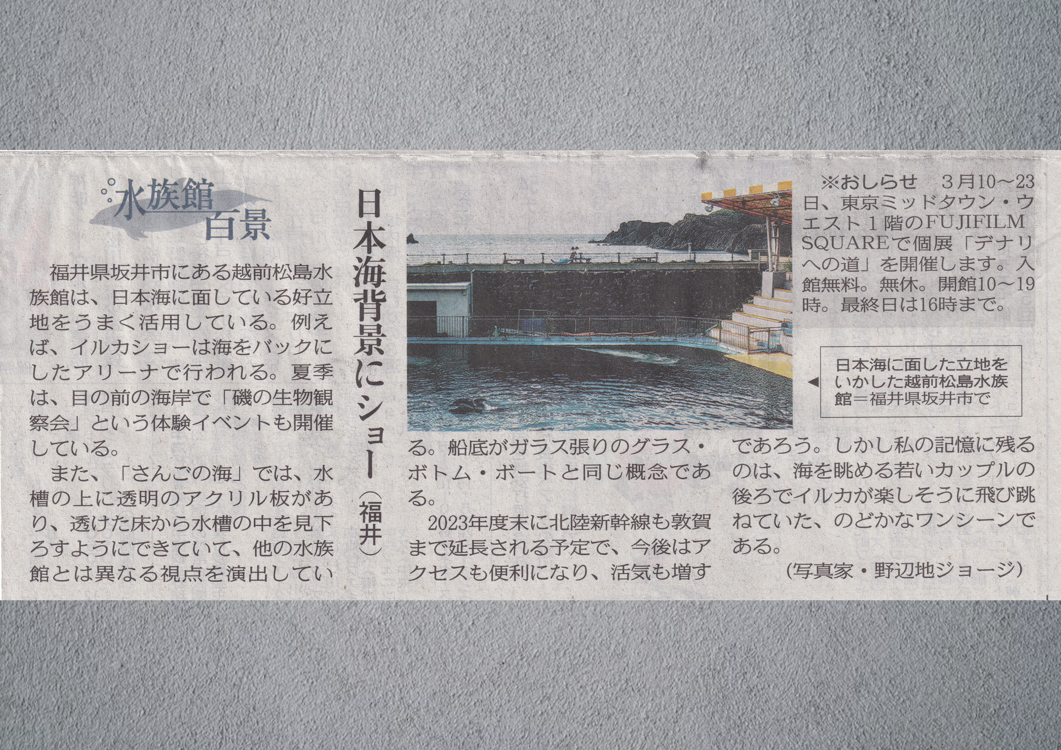 水族館
百景
日本海背景にショー(福井)
福井県坂井市にある越前松島水
族館は、日本海に面している好立
地をうまく活用している。例え
ば、イルカショーは海をバックに
したアリーナで行われる。夏季
は、目の前の海岸で「磯の生物観
察会」という体験イベントも開催
している。
また、「さんごの海」では、水
槽の上に透明のアクリル板があ
り、透けた床から水槽の中を見下
ろすようにできていて、他の水族
館とは異なる視点を演出してい
る。船底がガラス張りのグラス・
ボトム・ボートと同じ概念であ
る。
2023年度末に北陸新幹線も敦賀
まで延長される予定で、今後はア
クセスも便利になり、活気も増す
であろう。しかし私の記憶に残る
のは、海を眺める若いカップルの
後ろでイルカが楽しそうに飛び跳
ねていた、のどかなワンシーンで
ある。
(写真家・野辺地ジョージ)
※おしらせ 3月10〜23
日、東京ミッドタウン・ウ
エスト1階のFUJIFILM
SQUAREで個展「デナリ
への道」を開催します。入
館無料。無休。開館10〜19
時。最終日は16時まで。
◀日本海に面した立地を
いかした越前松島水族
館=福井県坂井市で